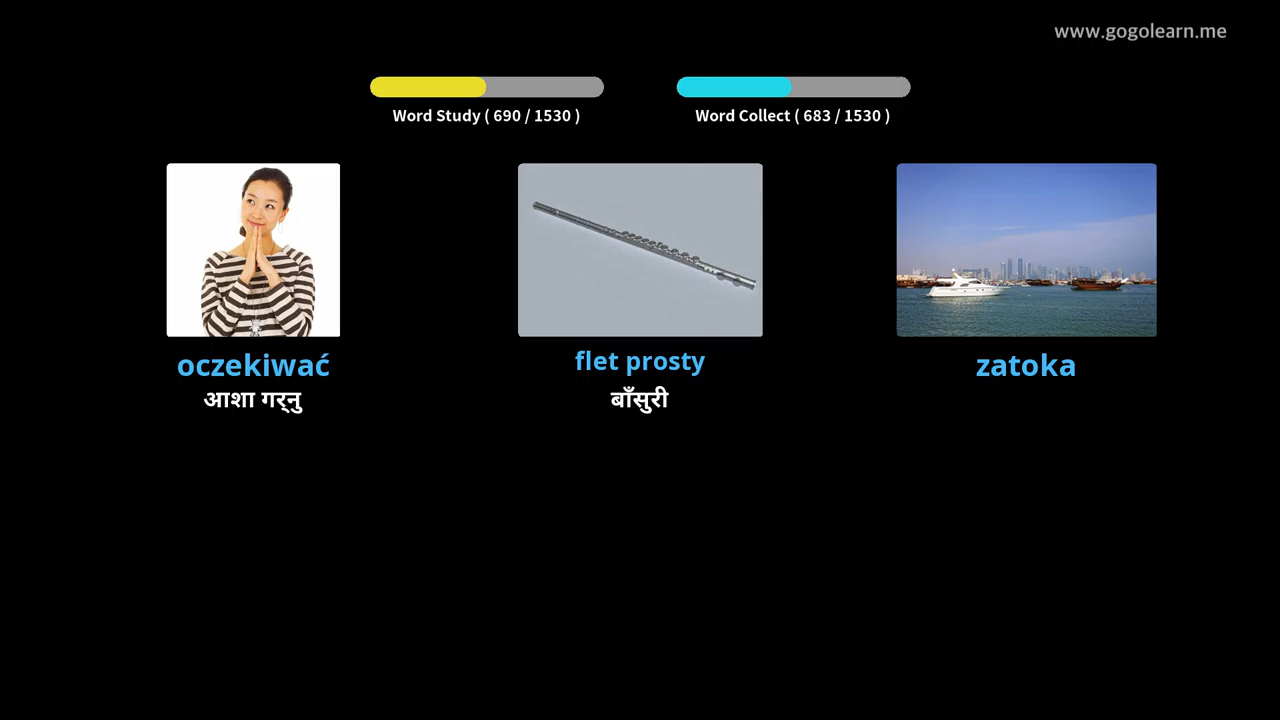 www.gogolearn.me
Word Study ( 690 / 1530 )
Word Collect ( 683 / 1530 )
oczekiwać
आशा गर्‍नु
flet prosty
बाँसुरी
zatoka